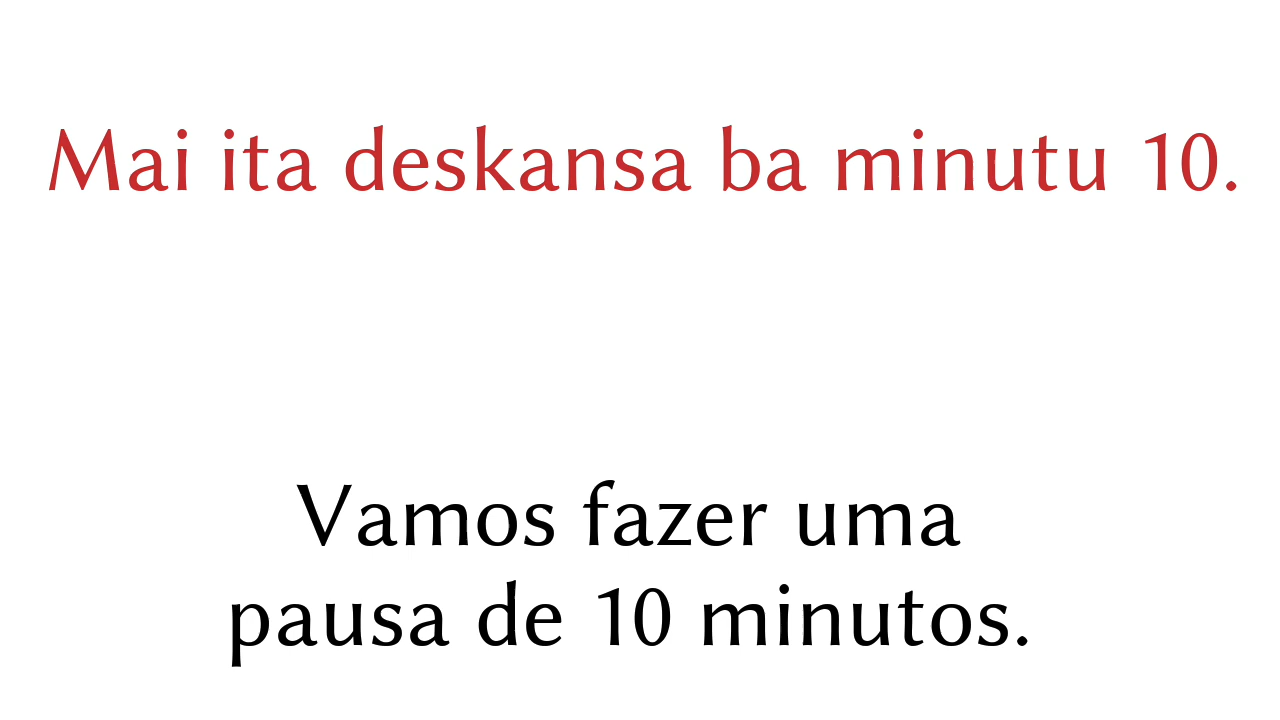 Mai ita deskansa ba minutu 10.
Vamos fazer uma
pausa de 10 minutos.